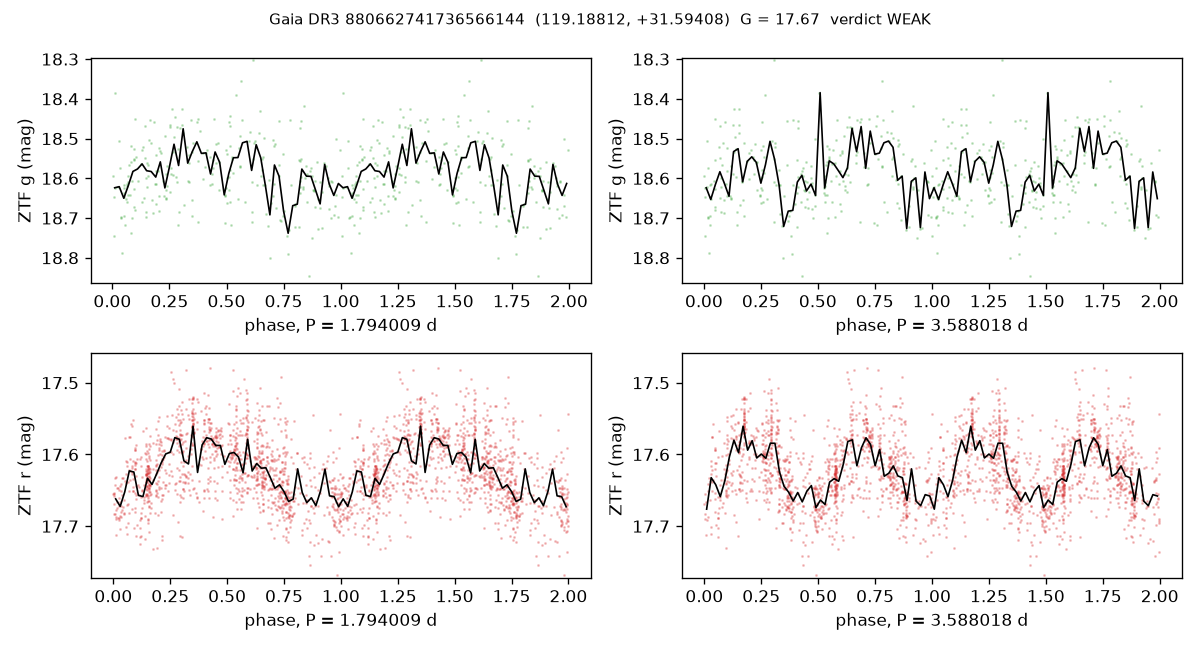 Gaia DR3 880662741736566144 (119.18812, +31.59408) G = 17.67 verdict WEAK
ZTF g (mag)
18.3
18.4
18.5
18.6
18.7
18.8
0.00 0.25 0.50 0.75 1.00 1.25 1.50 1.75 2.00
phase, P = 1.794009 d
ZTF g (mag)
18.3
18.4
18.5
18.6
18.7
18.8
0.00 0.25 0.50 0.75 1.00 1.25 1.50 1.75 2.00
phase, P = 3.588018 d
ZTF r (mag)
17.5
17.6
17.7
0.00 0.25 0.50 0.75 1.00 1.25 1.50 1.75 2.00
phase, P = 1.794009 d
ZTF r (mag)
17.5
17.6
17.7
0.00 0.25 0.50 0.75 1.00 1.25 1.50 1.75 2.00
phase, P = 3.588018 d